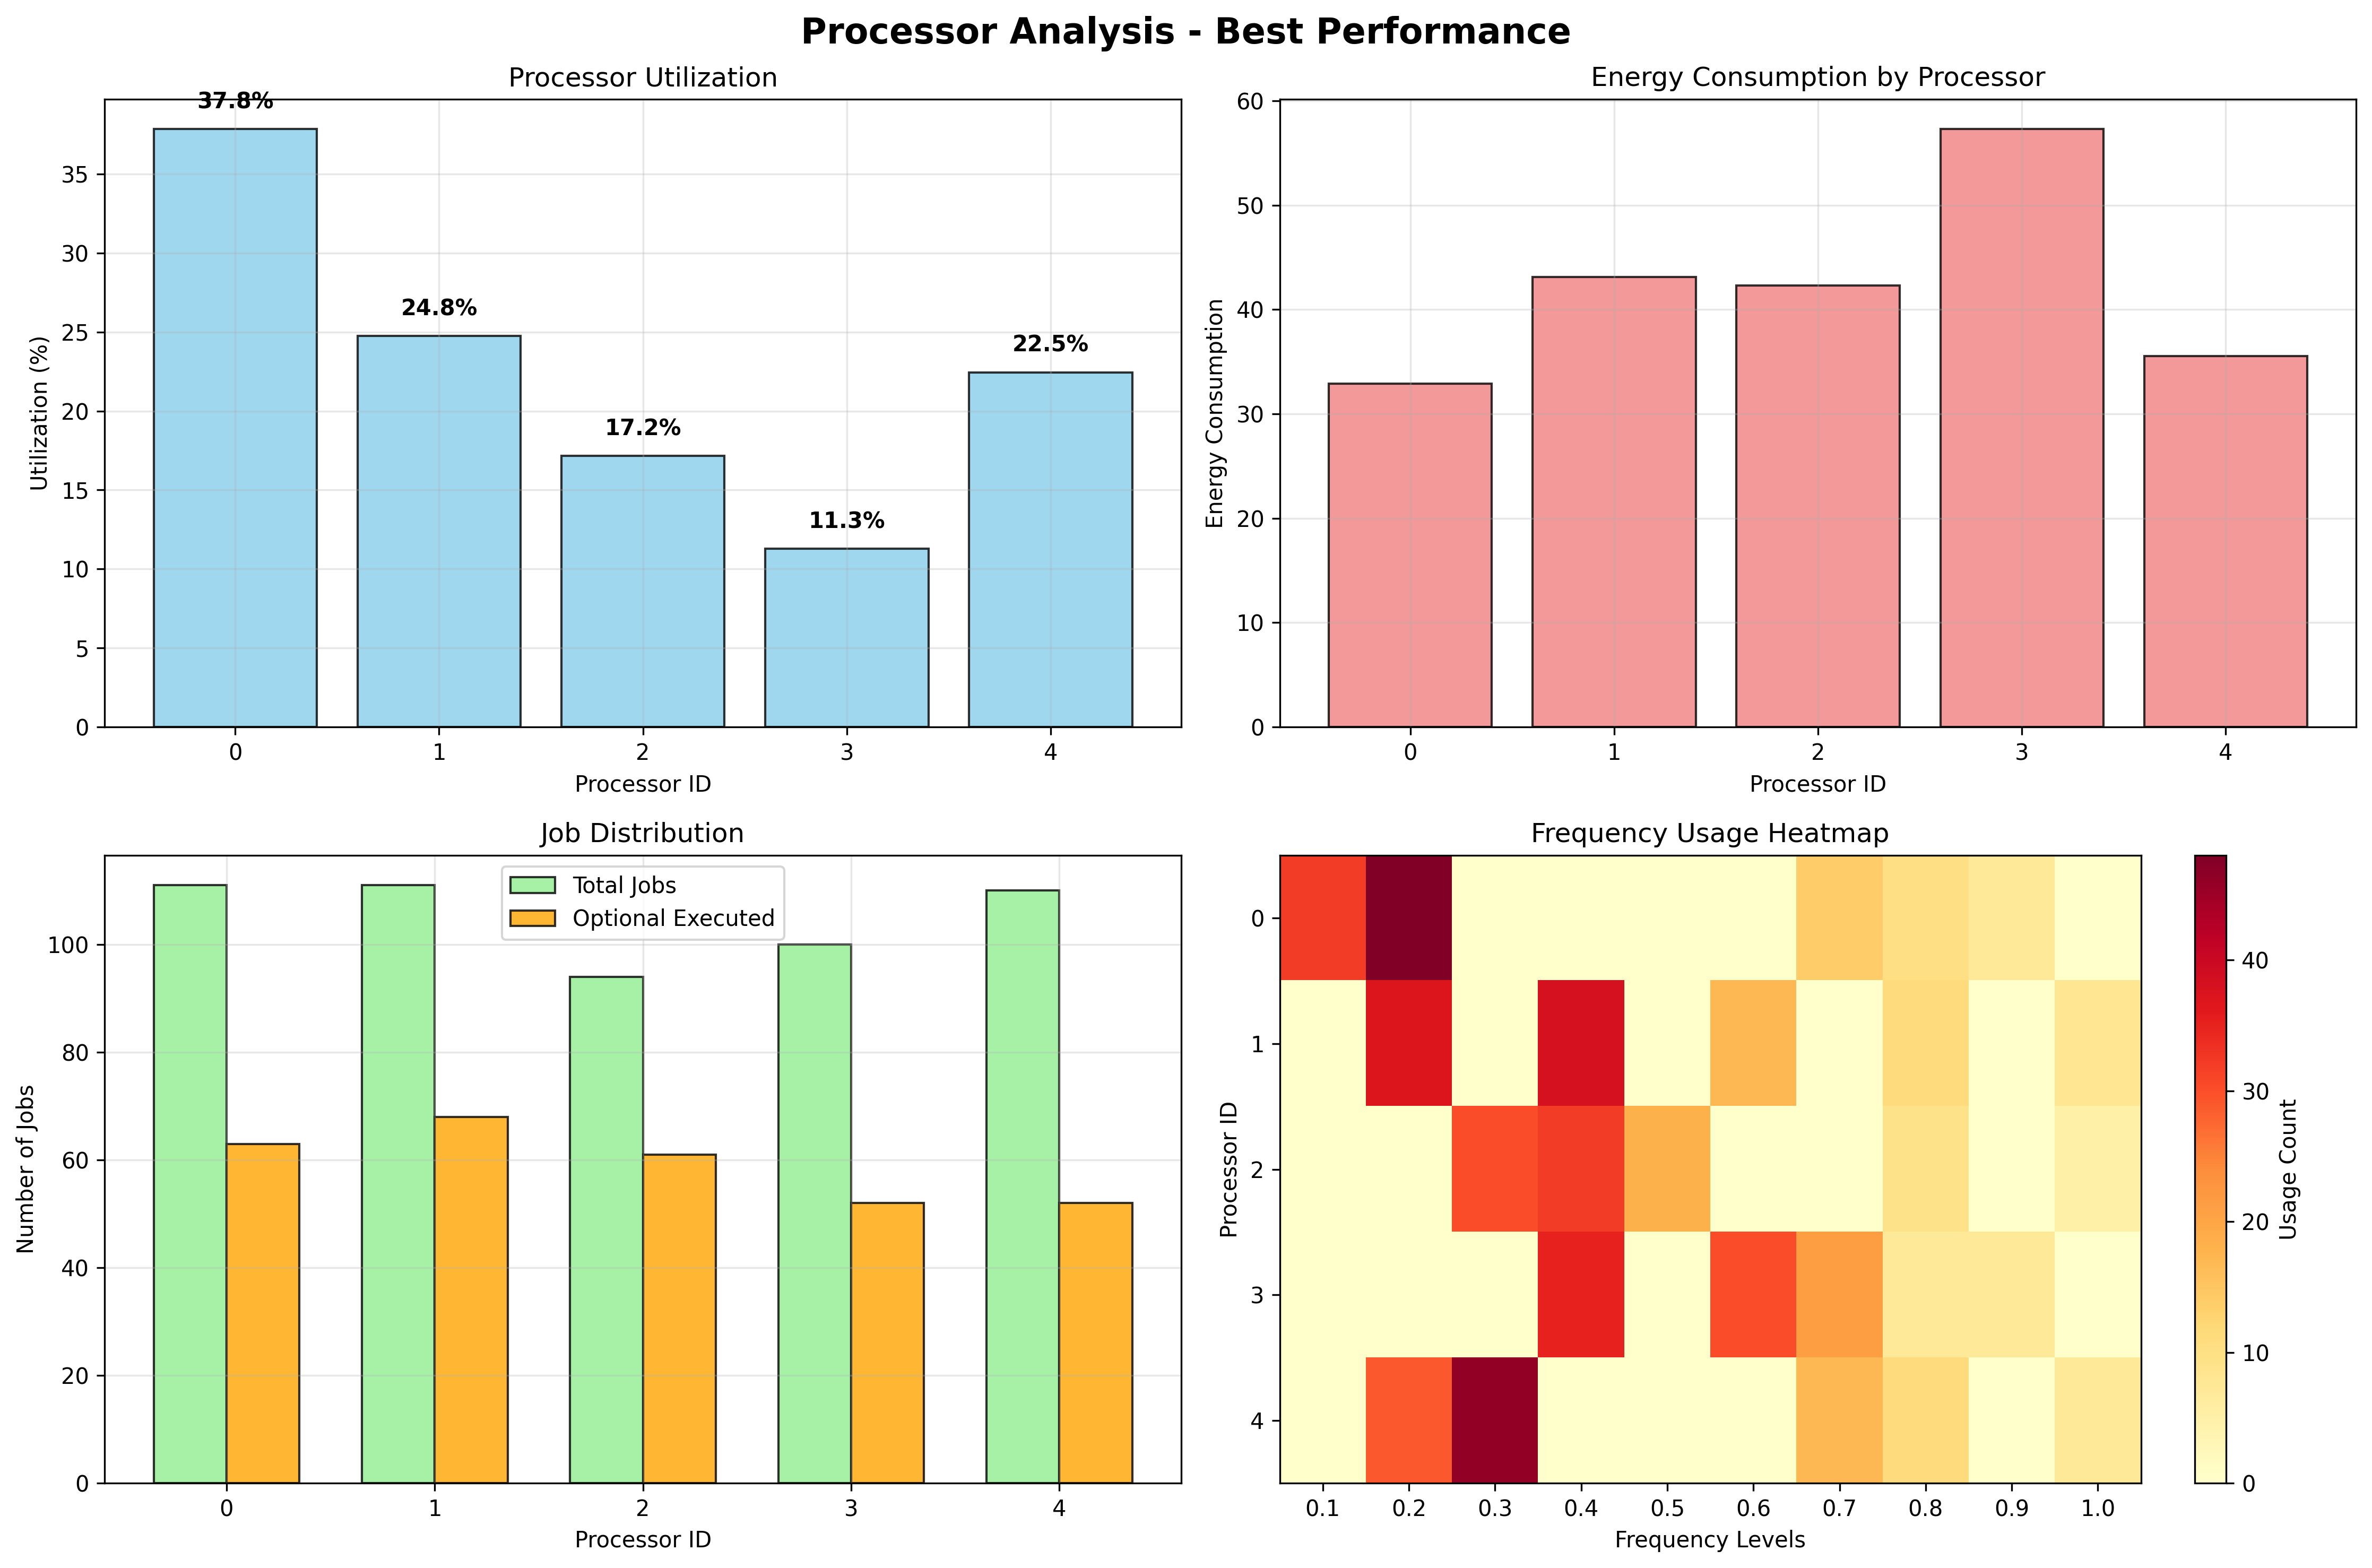 Processor Analysis - Best Performance
Processor Utilization
37.8%
24.8%
17.2%
11.3%
22.5%
35
30
25
20
15
10
5
0
Utilization (%)
0 1 2 3 4
Processor ID
Energy Consumption by Processor
60
50
40
30
20
10
0
Energy Consumption
0 1 2 3 4
Processor ID
Job Distribution
Total Jobs
Optional Executed
100
80
60
40
20
0
Number of Jobs
0 1 2 3 4
Processor ID
Frequency Usage Heatmap
0
1
2
3
4
Processor ID
0.1 0.2 0.3 0.4 0.5 0.6 0.7 0.8 0.9 1.0
Frequency Levels
40
30
20
10
0
Usage Count